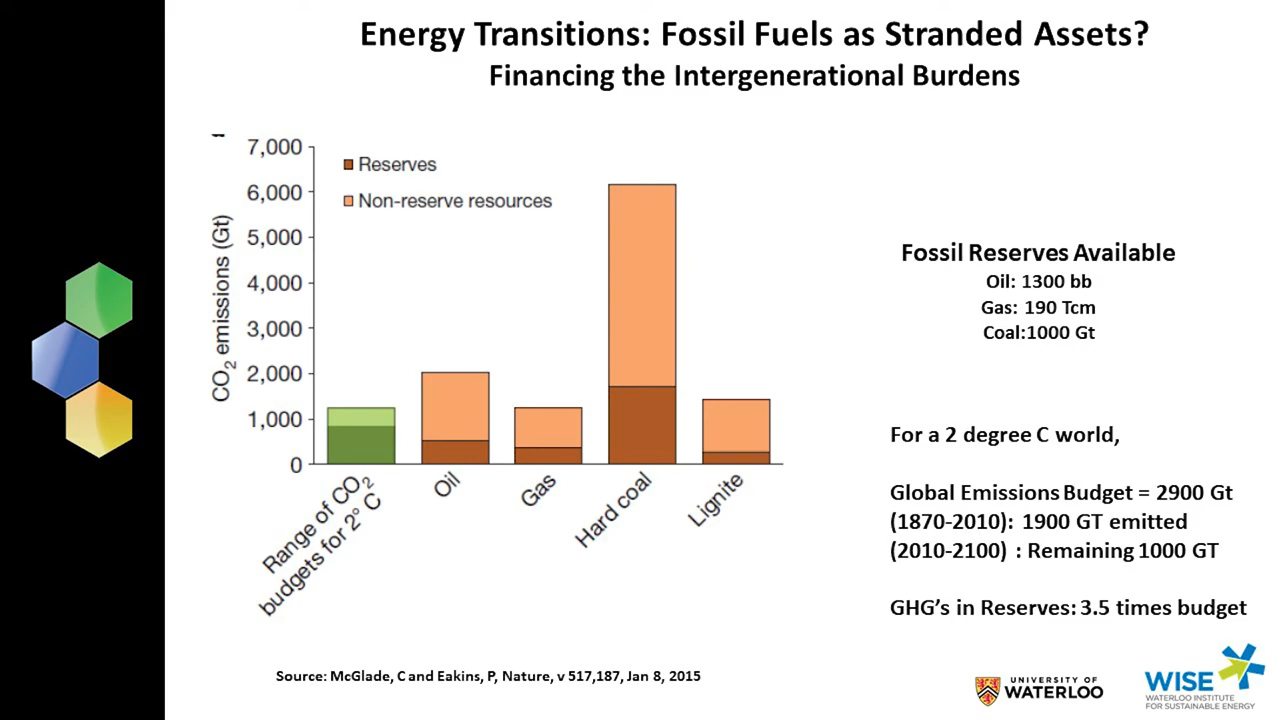 Energy Transitions: Fossil Fuels as Stranded Assets?
Financing the Intergenerational Burdens
7,000
6,000
5,000
4,000
3,000
2,000
1,000
0
CO2 emissions (Gt)
Reserves
Non-reserve resources
Range of CO2
budgets for 2° C
Oil
Gas
Hard coal
Lignite
Fossil Reserves Available
Oil: 1300 bb
Gas: 190 Tcm
Coal:1000 Gt
For a 2 degree C world,
Global Emissions Budget = 2900 Gt
(1870-2010): 1900 GT emitted
(2010-2100) : Remaining 1000 GT
GHG's in Reserves: 3.5 times budget
Source: McGlade, C and Eakins, P, Nature, v 517,187, Jan 8, 2015
UNIVERSITY OF
WATERLOO
WISE
WATERLOO INSTITUTE
FOR SUSTAINABLE ENERGY